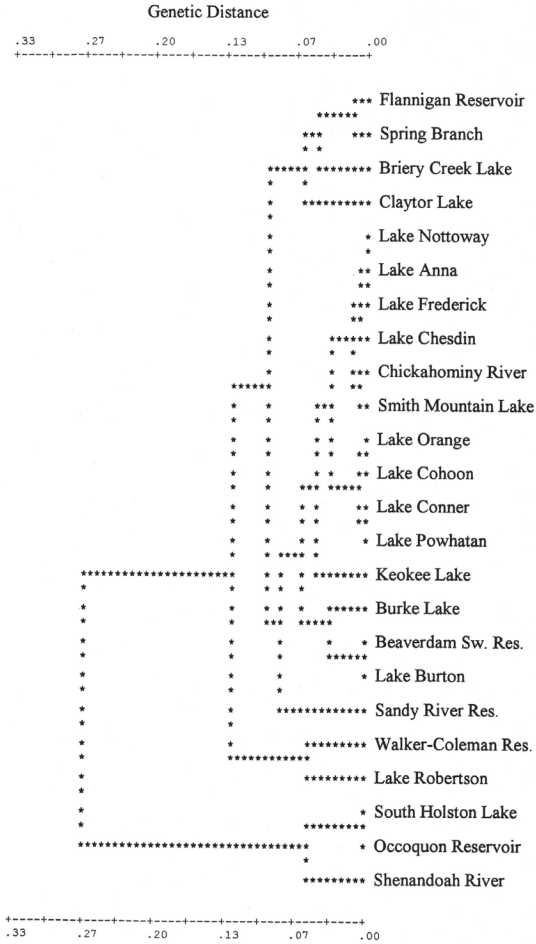 Genetic Distance
.33 .27 .20 .13 .07 .00
Flannigan Reservoir
Spring Branch
Briery Creek Lake
Claytor Lake
Lake Nottoway
Lake Anna
Lake Frederick
Lake Chesdin
Chickahominy River
Smith Mountain Lake
Lake Orange
Lake Cohoon
Lake Conner
Lake Powhatan
Keokee Lake
Burke Lake
Beaverdam Sw. Res.
Lake Burton
Sandy River Res.
Walker-Coleman Res.
Lake Robertson
South Holston Lake
Occoquon Reservoir
Shenandoah River
.33 .27 .20 .13 .07 .00